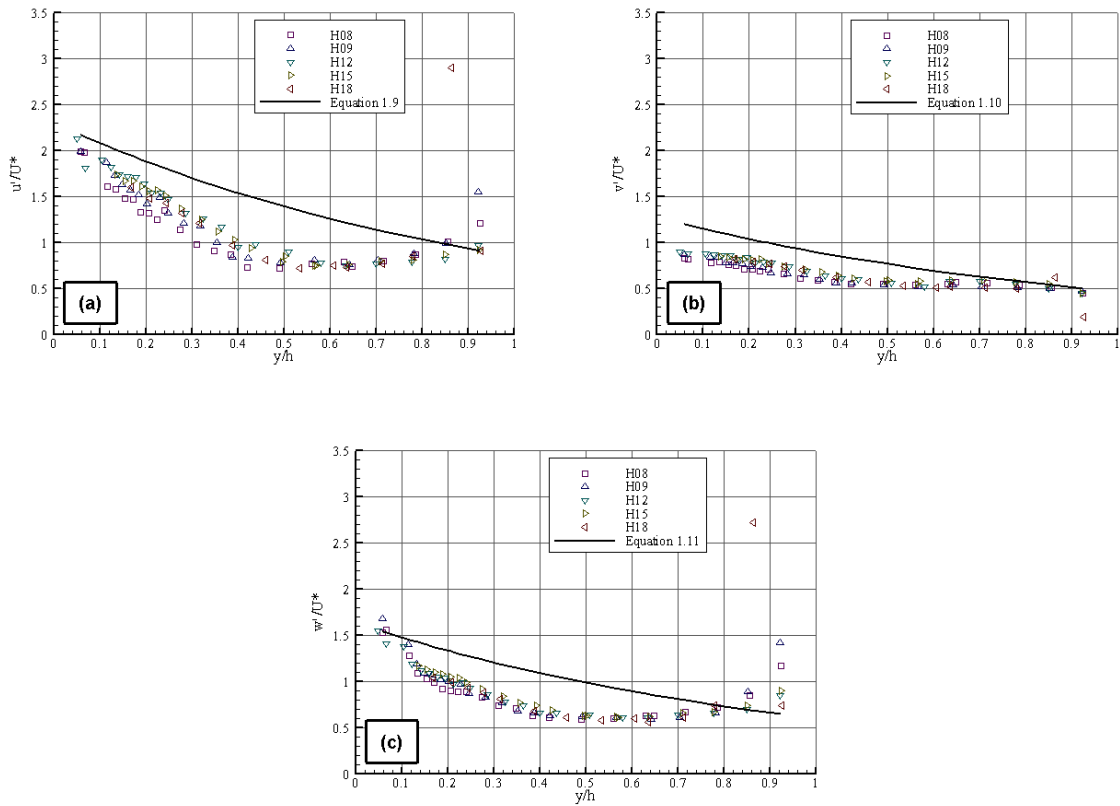 3.5
3
2.5
2
1.5
1
0.5
0
u'/U*
H08
H09
H12
H15
H18
Equation 1.9
(a)
0 0.1 0.2 0.3 0.4 0.5 0.6 0.7 0.8 0.9 1
y/h
3.5
3
2.5
2
1.5
1
0.5
0
v'/U*
H08
H09
H12
H15
H18
Equation 1.10
(b)
0 0.1 0.2 0.3 0.4 0.5 0.6 0.7 0.8 0.9 1
y/h
3.5
3
2.5
2
1.5
1
0.5
0
w'/U*
H08
H09
H12
H15
H18
Equation 1.11
(c)
0 0.1 0.2 0.3 0.4 0.5 0.6 0.7 0.8 0.9 1
y/h